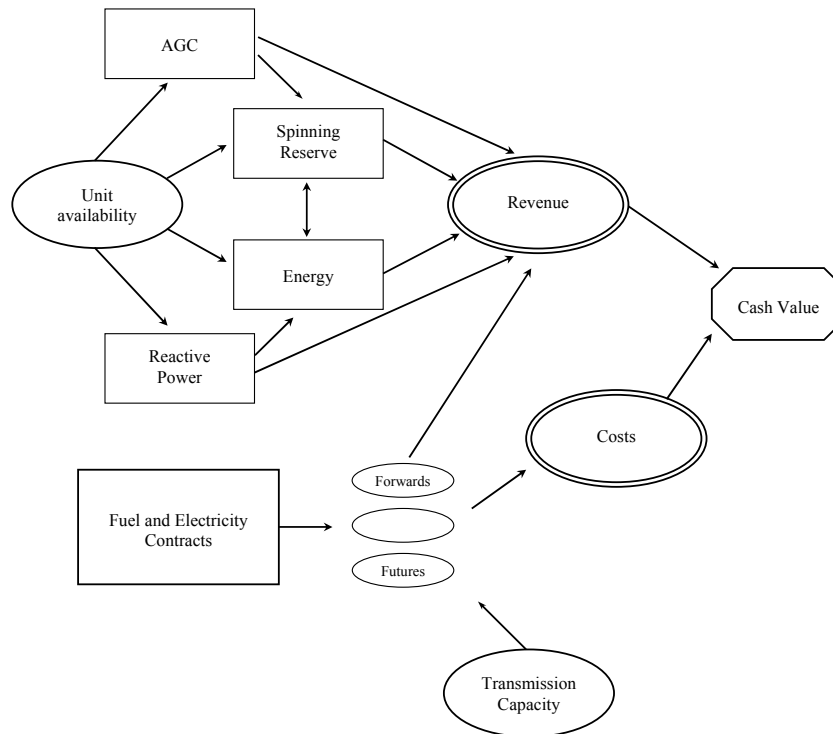 AGC
Spinning
Reserve
Unit
availability
Revenue
Energy
Cash Value
Reactive
Power
Costs
Forwards
Fuel and Electricity
Contracts
Futures
Transmission
Capacity